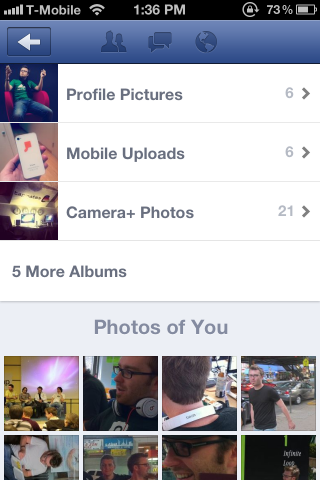 T-Mobile 1:36 PM 73%
Profile Pictures 6
Mobile Uploads 6
Camera+ Photos 21
5 More Albums
Photos of You
Infinite
Loop